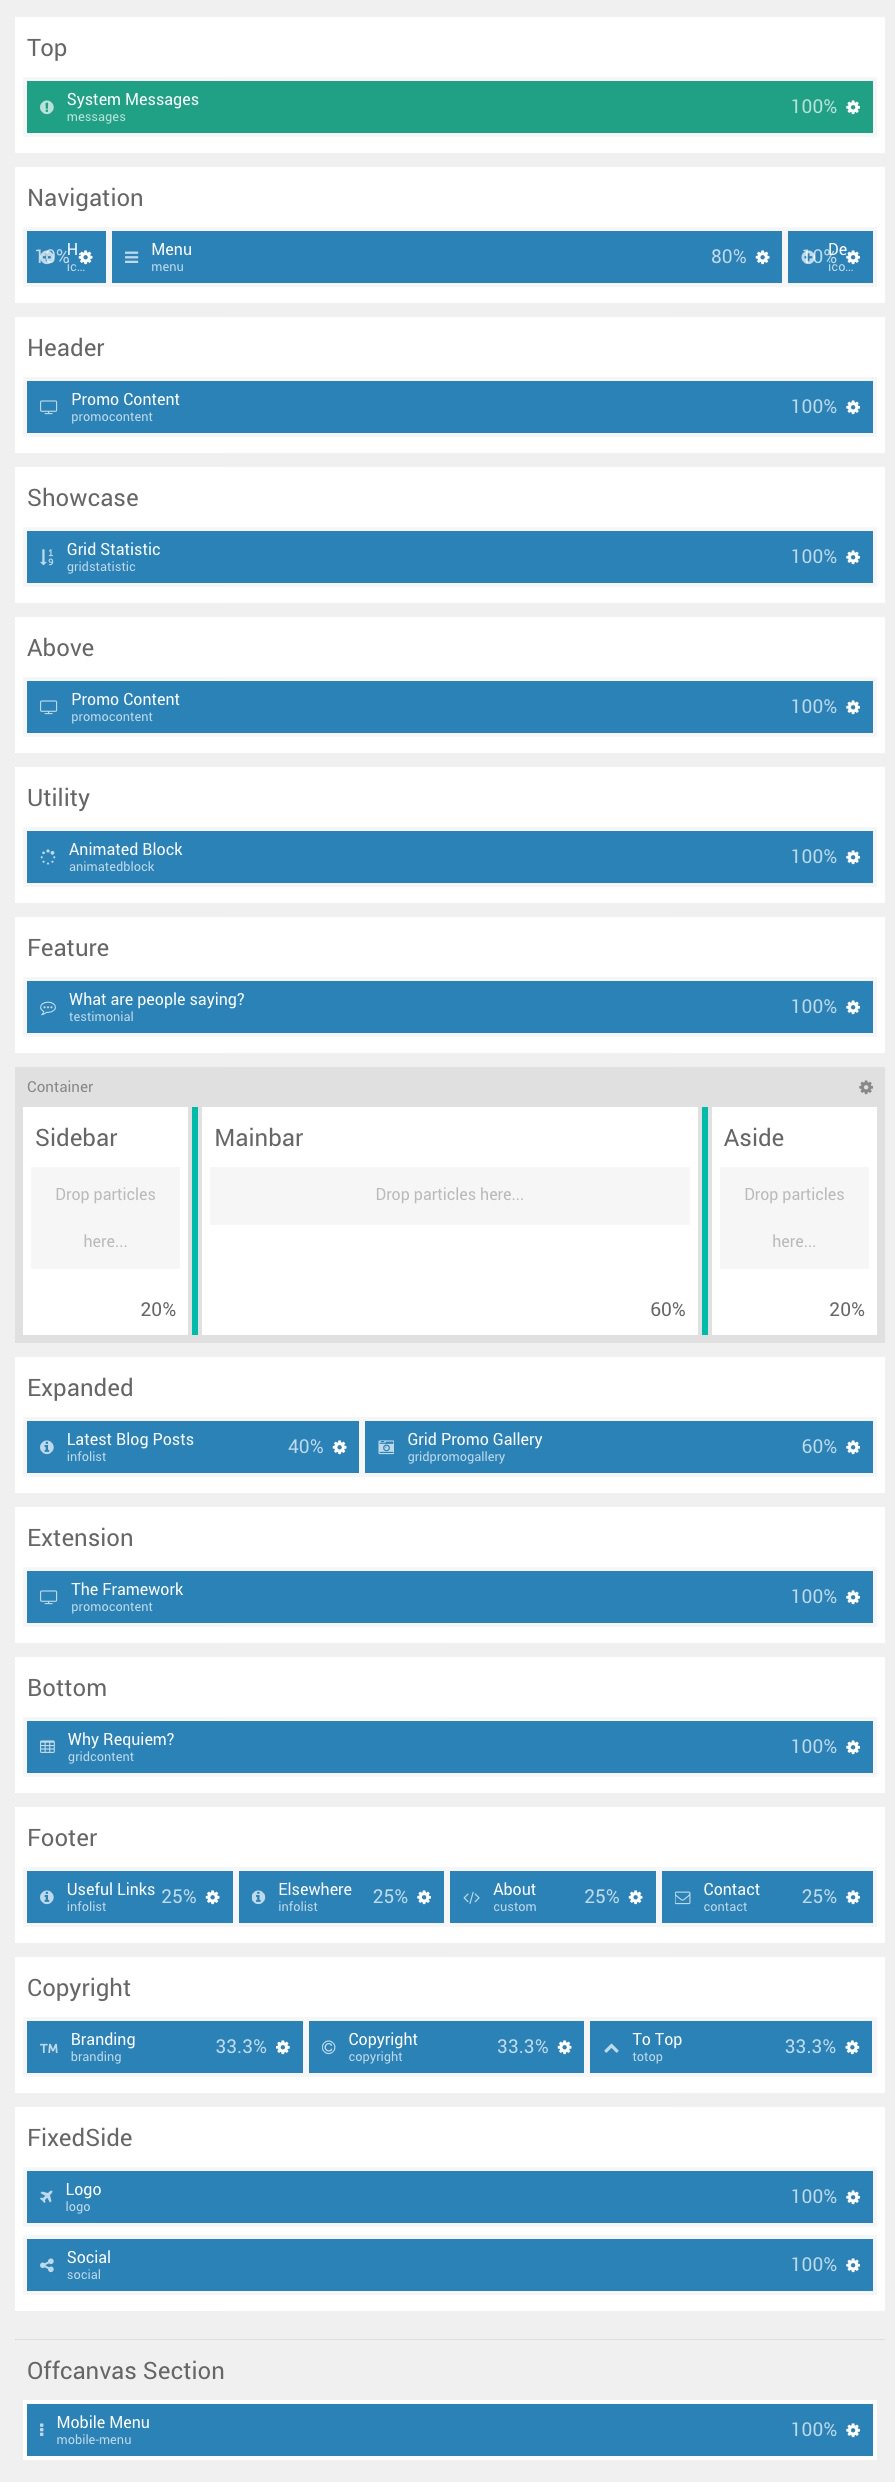 Top
System Messages
messages
100%
Navigation
10%
H...
ic...
Menu
menu
80%
10%
De...
ico...
Header
Promo Content
promocontent
100%
Showcase
Grid Statistic
gridstatistic
100%
Above
Promo Content
promocontent
100%
Utility
Animated Block
animatedblock
100%
Feature
What are people saying?
testimonial
100%
Container
Sidebar
Drop particles
here...
20%
Mainbar
Drop particles here...
60%
Aside
Drop particles
here...
20%
Expanded
Latest Blog Posts
infolist
40%
Grid Promo Gallery
gridpromogallery
60%
Extension
The Framework
promocontent
100%
Bottom
Why Requiem?
gridcontent
100%
Footer
Useful Links
infolist
25%
Elsewhere
infolist
25%
About
custom
25%
Contact
contact
25%
Copyright
TM
Branding
branding
33.3%
Copyright
copyright
33.3%
To Top
totop
33.3%
FixedSide
Logo
logo
100%
Social
social
100%
Offcanvas Section
Mobile Menu
mobile-menu
100%